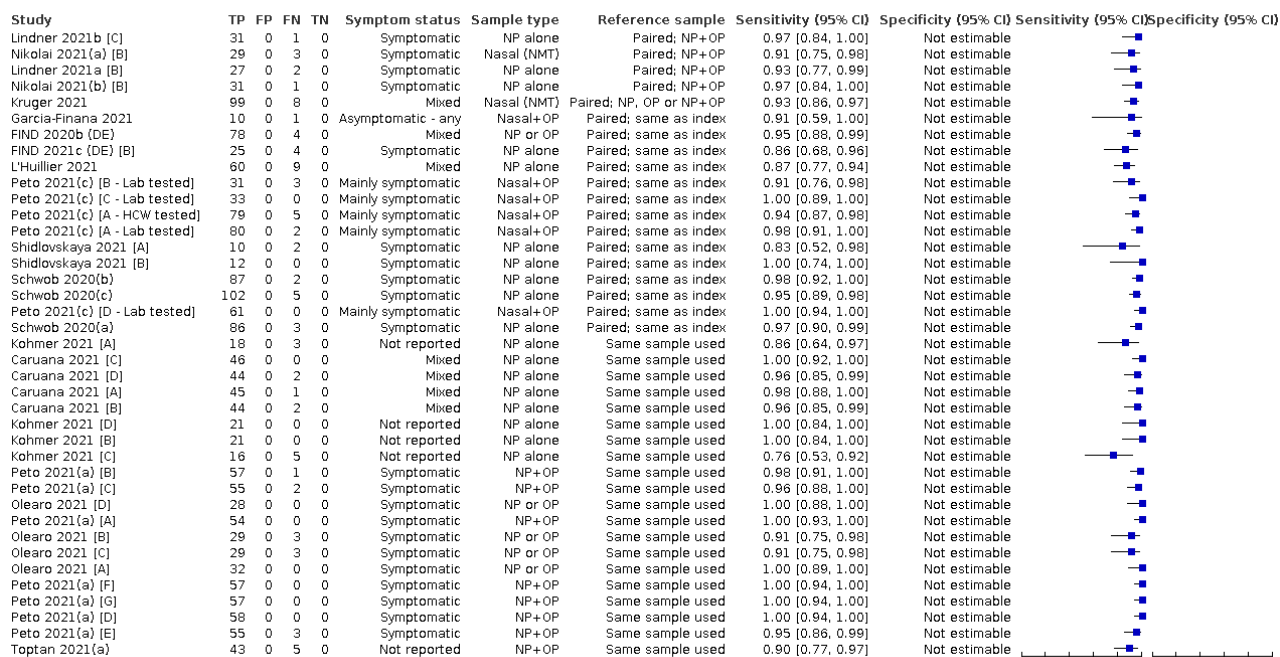 Study TP FP FN TN Symptom status Sample type Reference sample Sensitivity (95% CI) Specificity (95% CI) Sensitivity (95% CI) Specificity (95% CI)
Lindner 2021b [C] 31 0 1 0 Symptomatic NP alone Paired; NP+OP 0.97 [0.84, 1.00] Not estimable
Nikolai 2021(a) [B] 29 0 3 0 Symptomatic Nasal (NMT) Paired; NP+OP 0.91 [0.75, 0.98] Not estimable
Lindner 2021a [B] 27 0 2 0 Symptomatic NP alone Paired; NP+OP 0.93 [0.77, 0.99] Not estimable
Nikolai 2021(b) [B] 31 0 1 0 Symptomatic NP alone Paired; NP+OP 0.97 [0.84, 1.00] Not estimable
Kruger 2021 99 0 8 0 Mixed Nasal (NMT) Paired; NP, OP or NP+OP 0.93 [0.86, 0.97] Not estimable
Garcia-Finana 2021 10 0 1 0 Asymptomatic - any Nasal+OP Paired; same as index 0.91 [0.59, 1.00] Not estimable
FIND 2020b (DE) 78 0 4 0 Mixed NP or OP Paired; same as index 0.95 [0.88, 0.99] Not estimable
FIND 2021c (DE) [B] 25 0 4 0 Symptomatic NP alone Paired; same as index 0.86 [0.68, 0.96] Not estimable
L'Huillier 2021 60 0 9 0 Mixed NP alone Paired; same as index 0.87 [0.77, 0.94] Not estimable
Peto 2021(c) [B - Lab tested] 31 0 3 0 Mainly symptomatic Nasal+OP Paired; same as index 0.91 [0.76, 0.98] Not estimable
Peto 2021(c) [C - Lab tested] 33 0 0 0 Mainly symptomatic Nasal+OP Paired; same as index 1.00 [0.89, 1.00] Not estimable
Peto 2021(c) [A - HCW tested] 79 0 5 0 Mainly symptomatic Nasal+OP Paired; same as index 0.94 [0.87, 0.98] Not estimable
Peto 2021(c) [A - Lab tested] 80 0 2 0 Mainly symptomatic Nasal+OP Paired; same as index 0.98 [0.91, 1.00] Not estimable
Shidlovskaya 2021 [A] 10 0 2 0 Symptomatic NP alone Paired; same as index 0.83 [0.52, 0.98] Not estimable
Shidlovskaya 2021 [B] 12 0 0 0 Symptomatic NP alone Paired; same as index 1.00 [0.74, 1.00] Not estimable
Schwob 2020(b) 87 0 2 0 Symptomatic NP alone Paired; same as index 0.98 [0.92, 1.00] Not estimable
Schwob 2020(c) 102 0 5 0 Symptomatic NP alone Paired; same as index 0.95 [0.89, 0.98] Not estimable
Peto 2021(c) [D - Lab tested] 61 0 0 0 Mainly symptomatic Nasal+OP Paired; same as index 1.00 [0.94, 1.00] Not estimable
Schwob 2020(a) 86 0 3 0 Symptomatic NP alone Paired; same as index 0.97 [0.90, 0.99] Not estimable
Kohmer 2021 [A] 18 0 3 0 Not reported NP alone Same sample used 0.86 [0.64, 0.97] Not estimable
Caruana 2021 [C] 46 0 0 0 Mixed NP alone Same sample used 1.00 [0.92, 1.00] Not estimable
Caruana 2021 [D] 44 0 2 0 Mixed NP alone Same sample used 0.96 [0.85, 0.99] Not estimable
Caruana 2021 [A] 45 0 1 0 Mixed NP alone Same sample used 0.98 [0.88, 1.00] Not estimable
Caruana 2021 [B] 44 0 2 0 Mixed NP alone Same sample used 0.96 [0.85, 0.99] Not estimable
Kohmer 2021 [D] 21 0 0 0 Not reported NP alone Same sample used 1.00 [0.84, 1.00] Not estimable
Kohmer 2021 [B] 21 0 0 0 Not reported NP alone Same sample used 1.00 [0.84, 1.00] Not estimable
Kohmer 2021 [C] 16 0 5 0 Not reported NP alone Same sample used 0.76 [0.53, 0.92] Not estimable
Peto 2021(a) [B] 57 0 1 0 Symptomatic NP+OP Same sample used 0.98 [0.91, 1.00] Not estimable
Peto 2021(a) [C] 55 0 2 0 Symptomatic NP+OP Same sample used 0.96 [0.88, 1.00] Not estimable
Olearo 2021 [D] 28 0 0 0 Symptomatic NP or OP Same sample used 1.00 [0.88, 1.00] Not estimable
Peto 2021(a) [A] 54 0 0 0 Symptomatic NP+OP Same sample used 1.00 [0.93, 1.00] Not estimable
Olearo 2021 [B] 29 0 3 0 Symptomatic NP or OP Same sample used 0.91 [0.75, 0.98] Not estimable
Olearo 2021 [C] 29 0 3 0 Symptomatic NP or OP Same sample used 0.91 [0.75, 0.98] Not estimable
Olearo 2021 [A] 32 0 0 0 Symptomatic NP or OP Same sample used 1.00 [0.89, 1.00] Not estimable
Peto 2021(a) [F] 57 0 0 0 Symptomatic NP+OP Same sample used 1.00 [0.94, 1.00] Not estimable
Peto 2021(a) [G] 57 0 0 0 Symptomatic NP+OP Same sample used 1.00 [0.94, 1.00] Not estimable
Peto 2021(a) [D] 58 0 0 0 Symptomatic NP+OP Same sample used 1.00 [0.94, 1.00] Not estimable
Peto 2021(a) [E] 55 0 3 0 Symptomatic NP+OP Same sample used 0.95 [0.86, 0.99] Not estimable
Toptan 2021(a) 43 0 5 0 Not reported NP+OP Same sample used 0.90 [0.77, 0.97] Not estimable